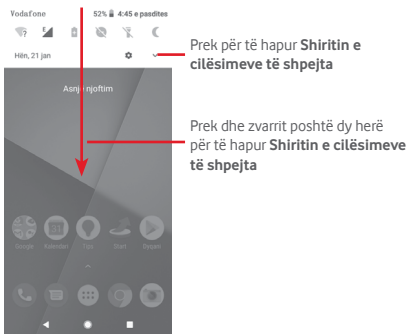 Vodafone 52% 4:45 e pasdites
Hën, 21 jan
Prek për të hapur Shiritin e
cilësimeve të shpejta
Asnjë njoftim
Prek dhe zvarrit poshtë dy herë
për të hapur Shiritin e cilësimeve
të shpejta
Google Kalendari Tips Start Dyqani